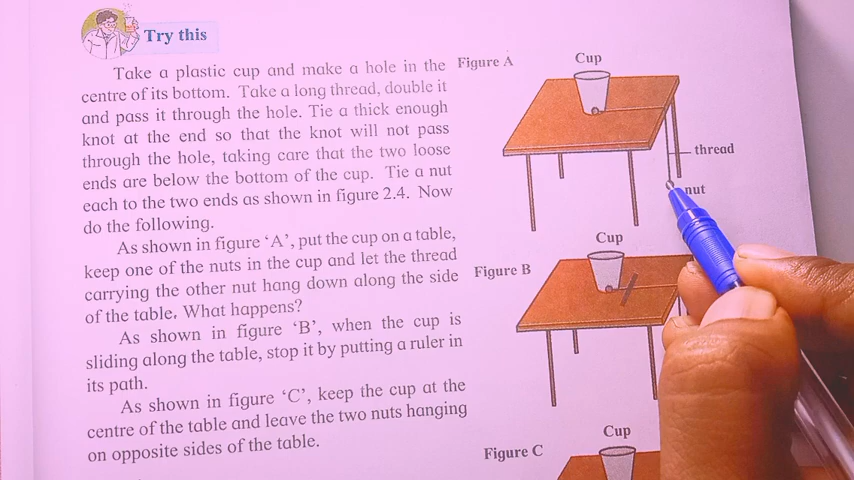 Try this
Take a plastic cup and make a hole in the
centre of its bottom. Take a long thread, double it
and pass it through the hole. Tie a thick enough
knot at the end so that the knot will not pass
through the hole, taking care that the two loose
ends are below the bottom of the cup. Tie a nut
each to the two ends as shown in figure 2.4. Now
do the following.
As shown in figure ‘A’, put the cup on a table,
keep one of the nuts in the cup and let the thread
carrying the other nut hang down along the side
of the table. What happens?
As shown in figure ‘B’, when the cup is
sliding along the table, stop it by putting a ruler in
its path.
As shown in figure ‘C’, keep the cup at the
centre of the table and leave the two nuts hanging
on opposite sides of the table.
Figure A
Cup
thread
nut
Figure B
Cup
Figure C
Cup